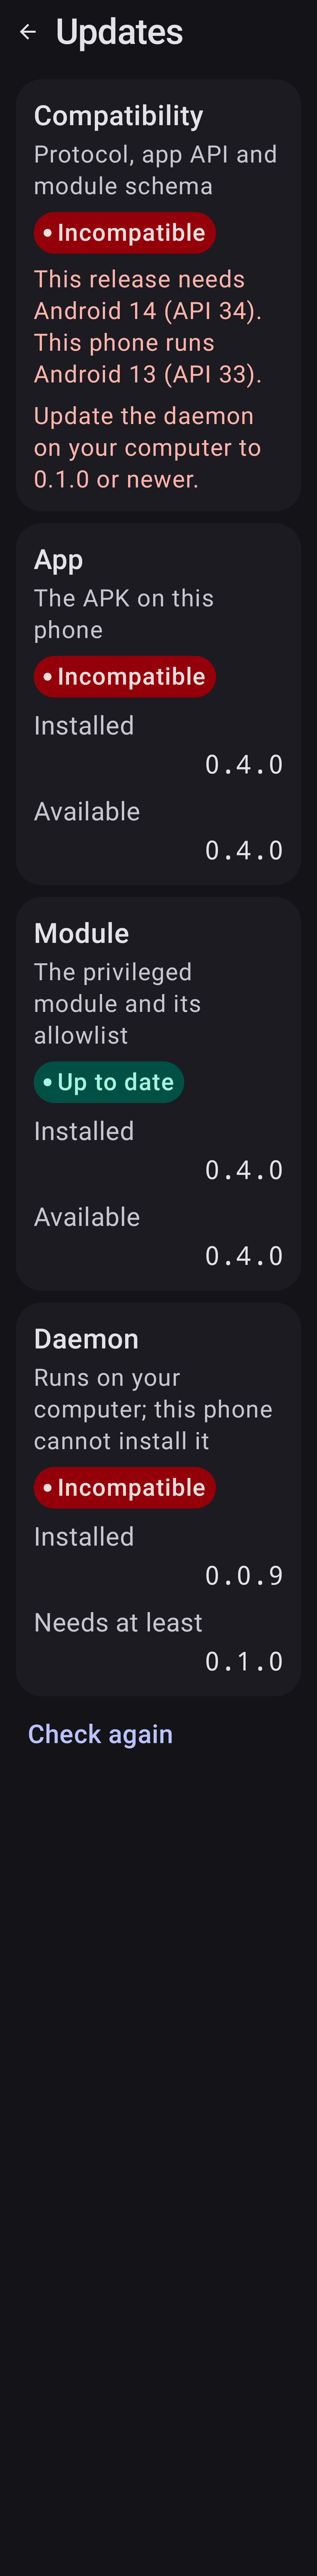 Updates
Compatibility
Protocol, app API and
module schema
• Incompatible
This release needs
Android 14 (API 34).
This phone runs
Android 13 (API 33).
Update the daemon
on your computer to
0.1.0 or newer.
App
The APK on this
phone
• Incompatible
Installed
0.4.0
Available
0.4.0
Module
The privileged
module and its
allowlist
• Up to date
Installed
0.4.0
Available
0.4.0
Daemon
Runs on your
computer; this phone
cannot install it
• Incompatible
Installed
0.0.9
Needs at least
0.1.0
Check again